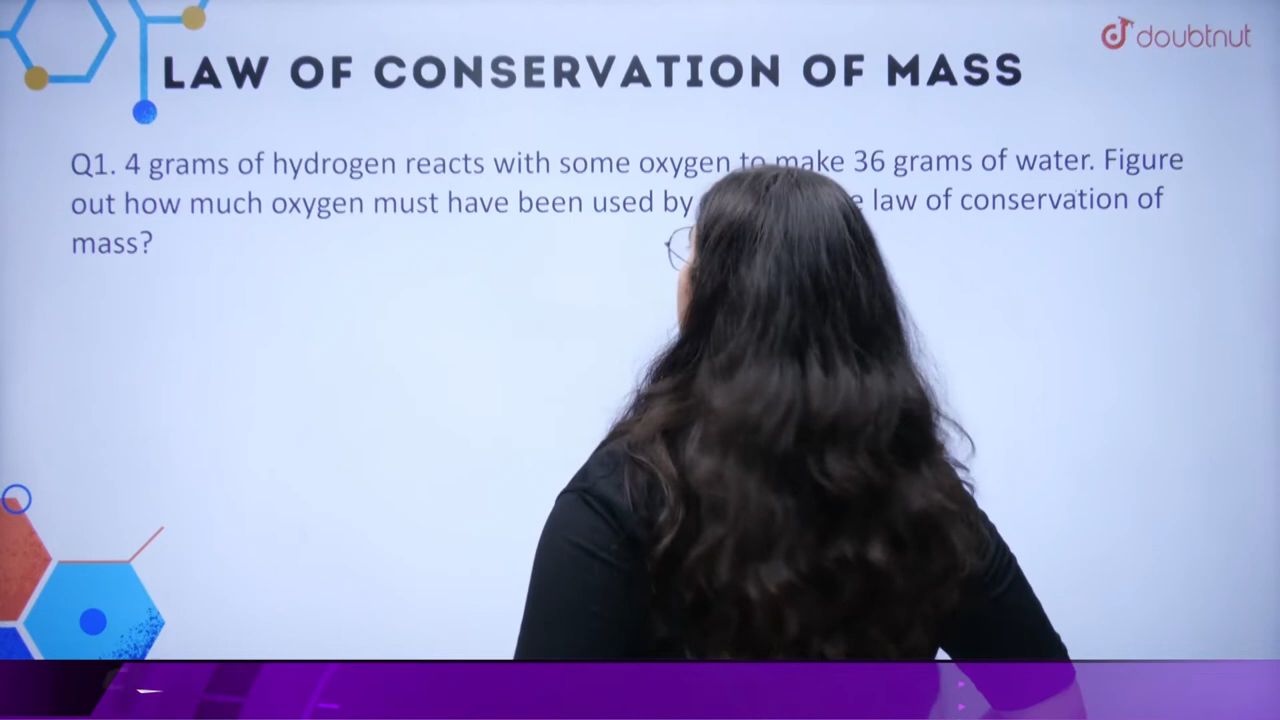 doubtnut
LAW OF CONSERVATION OF MASS
Q1. 4 grams of hydrogen reacts with some oxygen to make 36 grams of water. Figure
out how much oxygen must have been used by law of conservation of
mass?